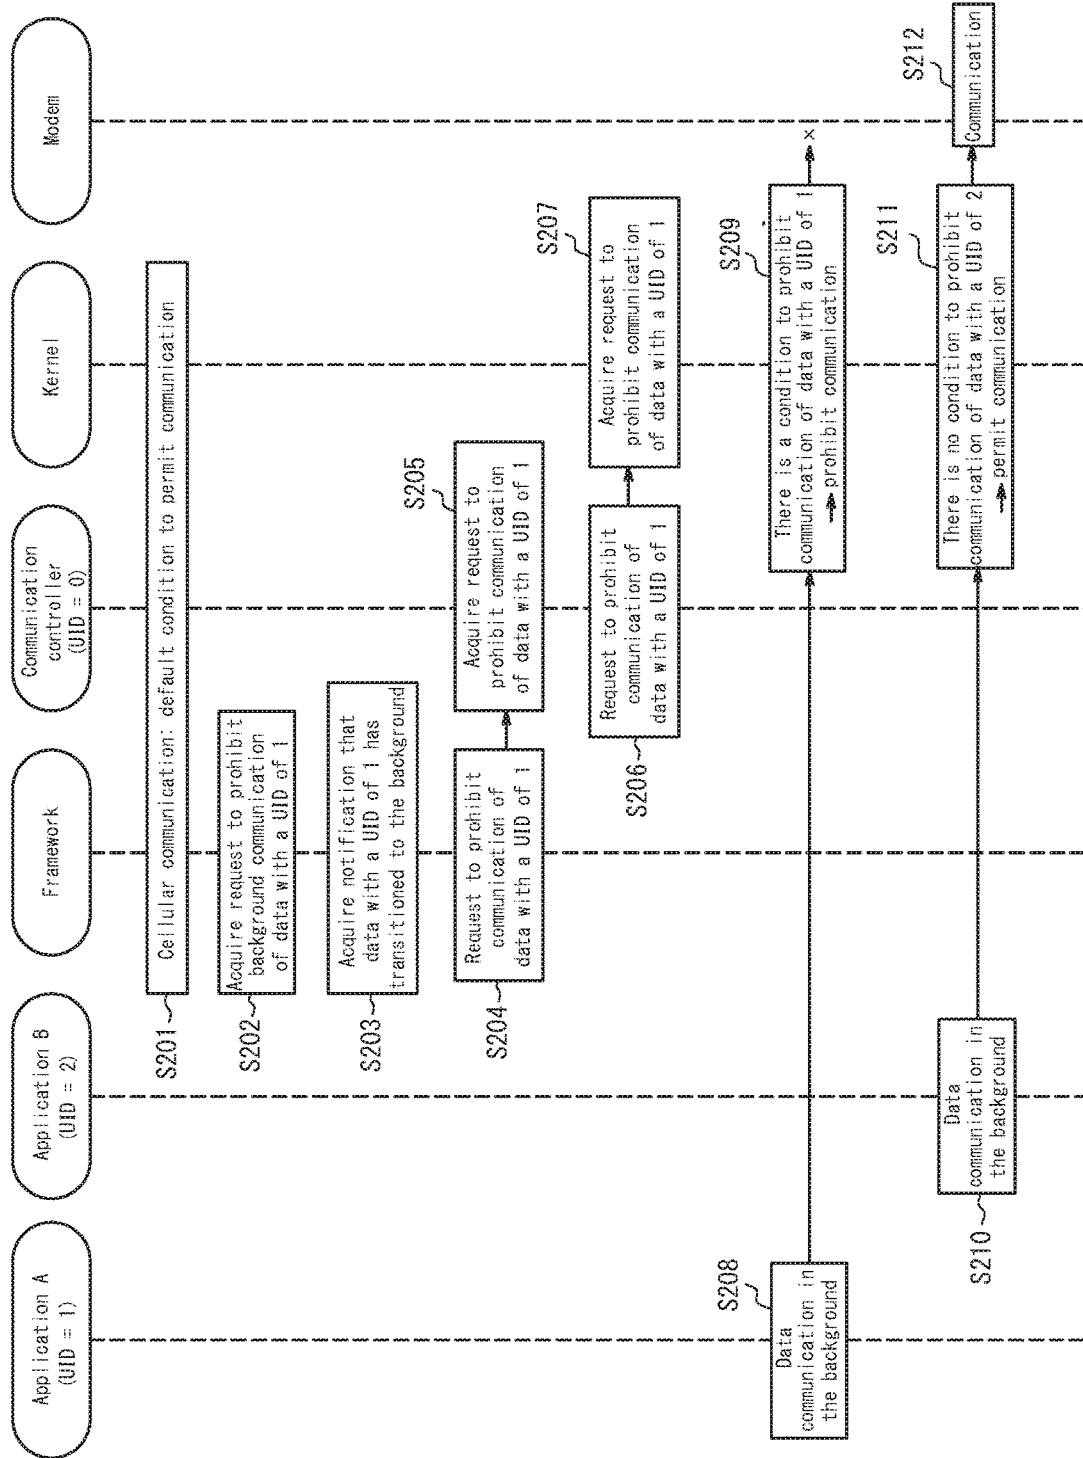 Application A
(UID = 1)
Application B
(UID = 2)
Framework
Communication
controller
(UID = 0)
Kernel
Modem
S201
Cellular communication: default condition to permit communication
S202
Acquire request to prohibit
background communication
of data with a UID of 1
S203
Acquire notification that
data with a UID of 1 has
transitioned to the background
S204
Request to prohibit
communication of
data with a UID of 1
S205
Acquire request to
prohibit communication
of data with a UID of 1
S206
Request to prohibit
communication of
data with a UID of 1
S207
Acquire request to
prohibit communication
of data with a UID of 1
S208
Data
communication in
the background
S209
There is a condition to prohibit
communication of data with a UID of 1
→ prohibit communication
×
S210
Data
communication in
the background
S211
There is no condition to prohibit
communication of data with a UID of 2
→ permit communication
S212
Communication